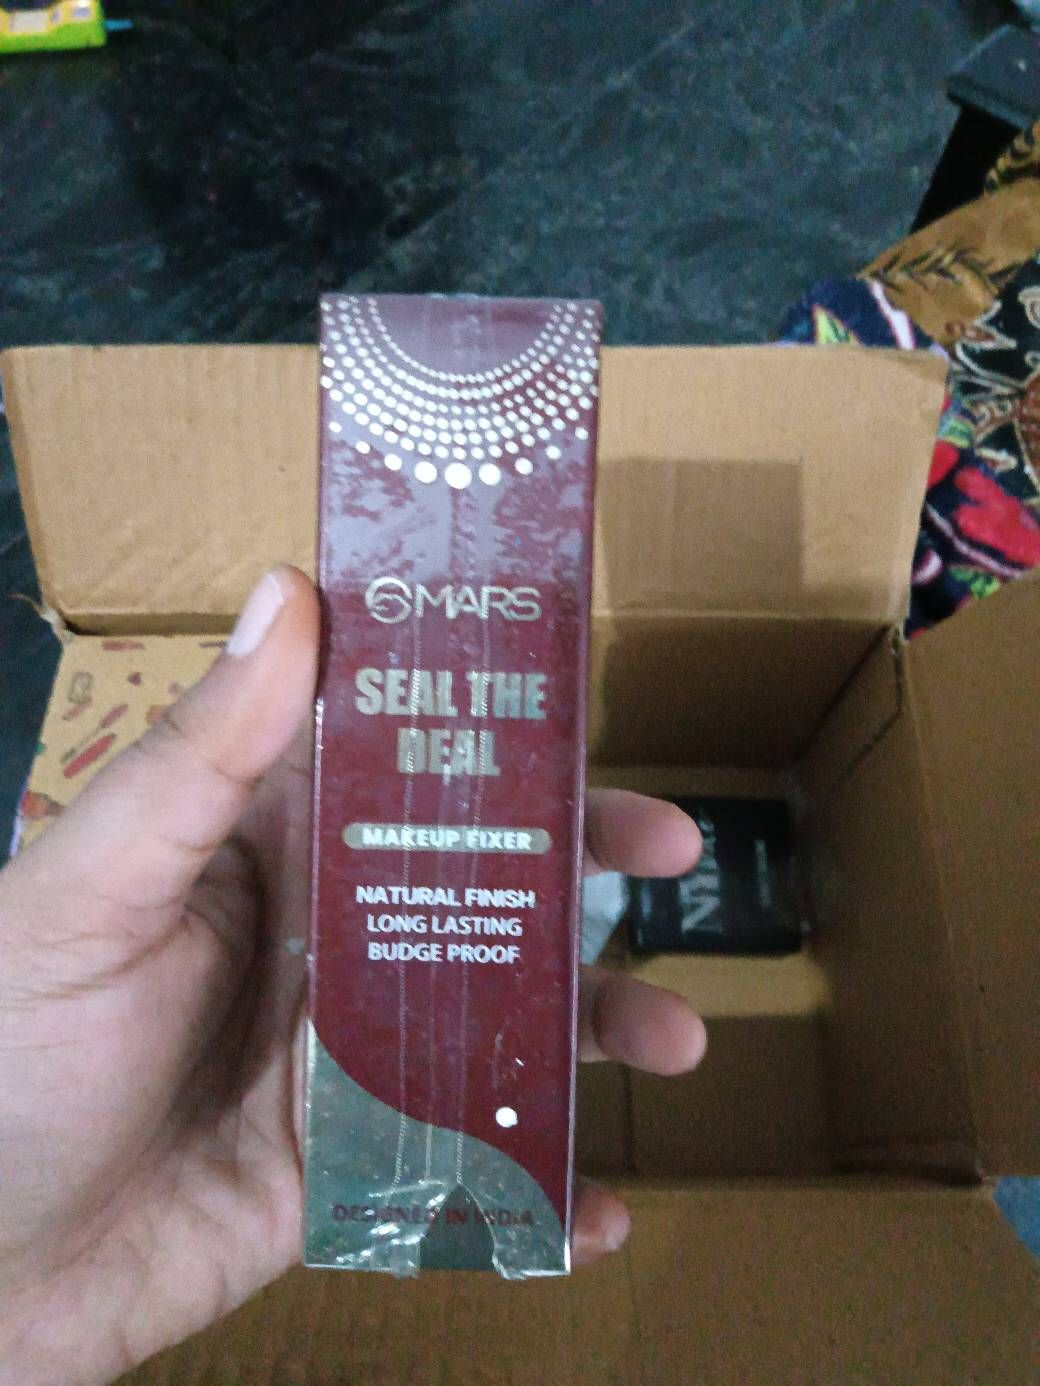 MARS
SEAL THE
DEAL
MAKEUP FIXER
NATURAL FINISH
LONG LASTING
BUDGE PROOF
DESIGNED IN INDIA